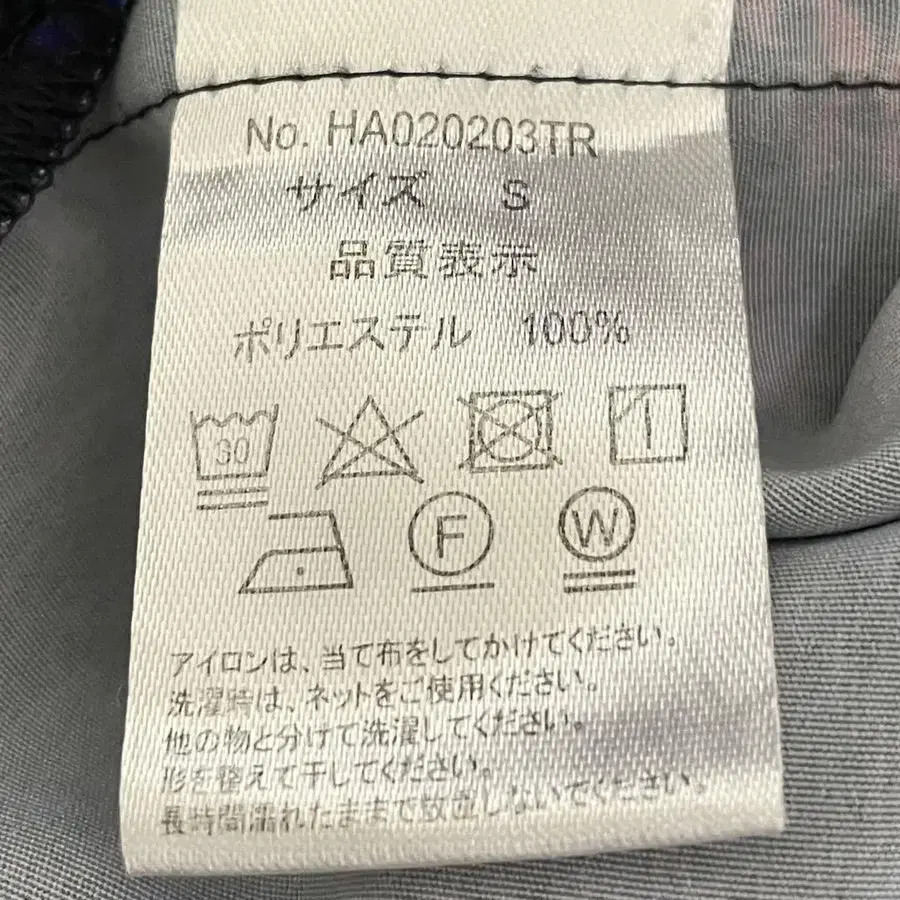 No. HA020203TR
サイズ S
品質表示
ポリエステル 100%
30
F W
アイロンは、当て布をしてかけてください。
洗濯時は、ネットをご使用ください。
他の物と分けて洗濯してください。
形を整えて干してください。
長時間濡れたままで放置しないでください。